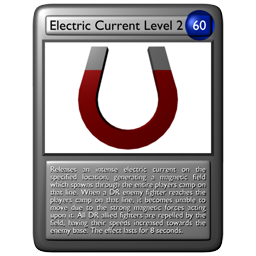 Electric Current Level 2
60
Releases an intense electric current on the
specified location, generating a magnetic field
which spawns through the entire players camp on
that line. When a DR enemy fighter reaches the
players camp on that line, it becomes unable to
move due to the strong magnetic forces acting
upon it. All DR allied fighters are repelled by the
field, having their speeds increased towards the
enemy base. The effect lasts for 8 seconds.